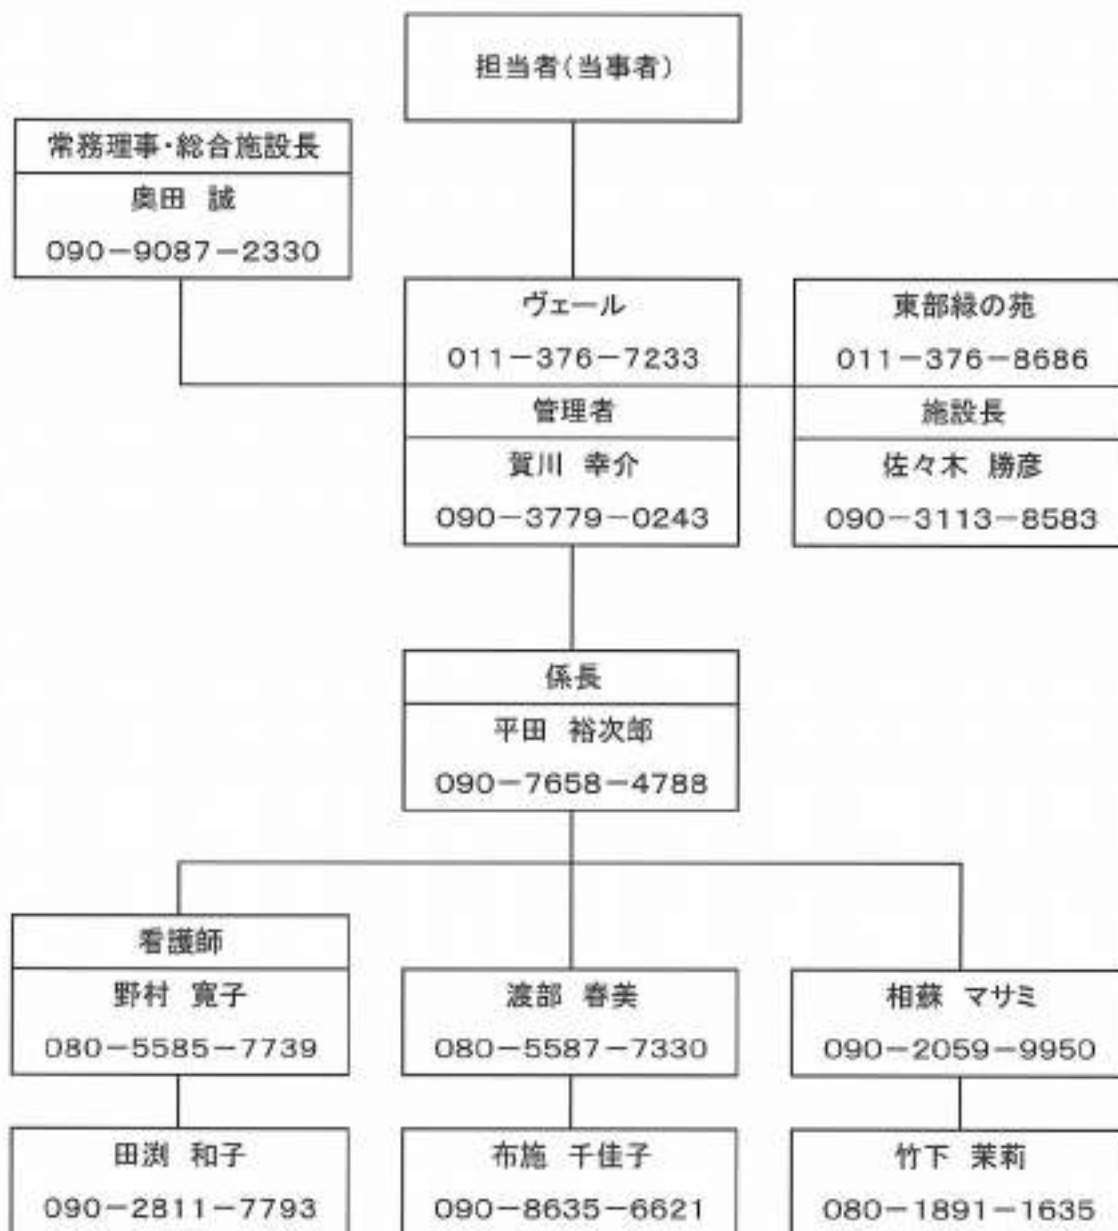 担当者(当事者)
常務理事・総合施設長
奥田 誠
090-9087-2330
ヴェール
011-376-7233
管理者
賀川 幸介
090-3779-0243
東部緑の苑
011-376-8686
施設長
佐々木 勝彦
090-3113-8583
係長
平田 裕次郎
090-7658-4788
看護師
野村 寛子
080-5585-7739
渡部 春美
080-5587-7330
相蘇 マサミ
090-2059-9950
田渕 和子
090-2811-7793
布施 千佳子
090-8635-6621
竹下 茉莉
080-1891-1635